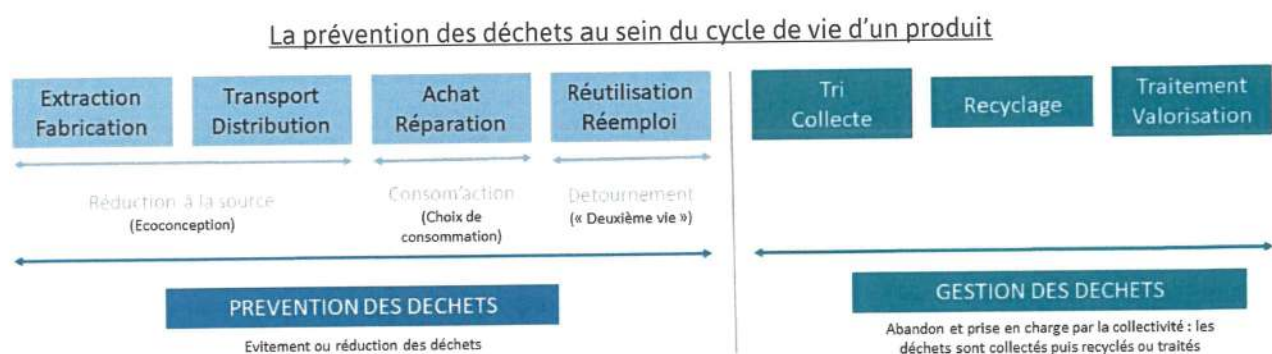 La prévention des déchets au sein du cycle de vie d'un produit
Extraction
Fabrication
Transport
Distribution
Achat
Réparation
Réutilisation
Réemploi
Tri
Collecte
Recyclage
Traitement
Valorisation
Réduction à la source
(Ecoconception)
Consom'action
(Choix de
consommation)
Detournement
(« Deuxième vie »)
PREVENTION DES DECHETS
Evitement ou réduction des déchets
GESTION DES DECHETS
Abandon et prise en charge par la collectivité : les
déchets sont collectés puis recyclés ou traités